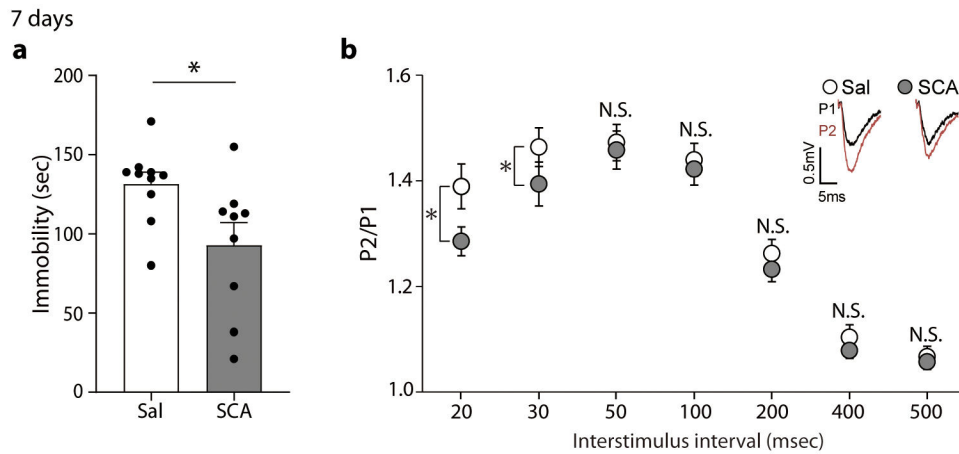 7 days
a
200
150
100
50
0
Immobility (sec)
*
Sal
SCA
b
1.6
1.4
1.2
1.0
P2/P1
*
*
N.S.
N.S.
N.S.
N.S.
N.S.
Sal
SCA
P1
P2
0.5mV
5ms
20 30 50 100 200 400 500
Interstimulus interval (msec)